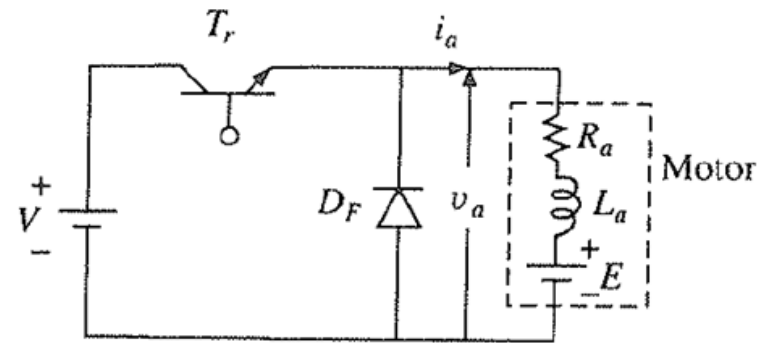 T_r
i_a
+
V
−
D_F
v_a
R_a
L_a
+
− E
Motor